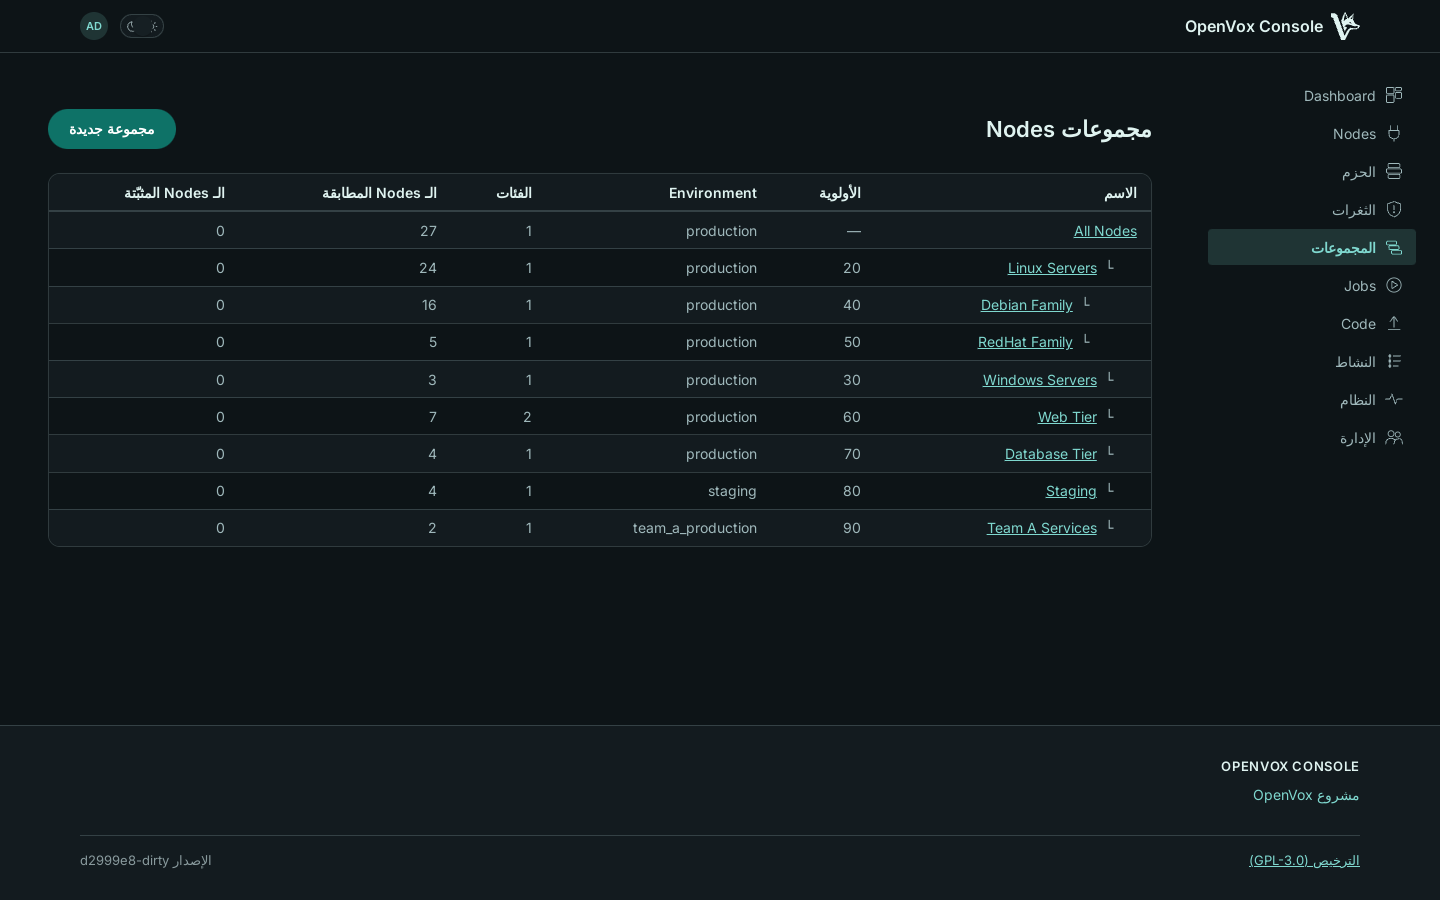 OpenVox Console
AD
Dashboard
Nodes
الحزم
الثغرات
المجموعات
Jobs
Code
النشاط
النظام
الإدارة
مجموعات Nodes
مجموعة جديدة
الاسم الأولوية Environment الفئات الـ Nodes المطابقة الـ Nodes المثبّتة
All Nodes — production 1 27 0
└ Linux Servers 20 production 1 24 0
└ Debian Family 40 production 1 16 0
└ RedHat Family 50 production 1 5 0
└ Windows Servers 30 production 1 3 0
└ Web Tier 60 production 2 7 0
└ Database Tier 70 production 1 4 0
└ Staging 80 staging 1 4 0
└ Team A Services 90 team_a_production 1 2 0
OPENVOX CONSOLE
مشروع OpenVox
الترخيص (GPL-3.0)
الإصدار d2999e8-dirty